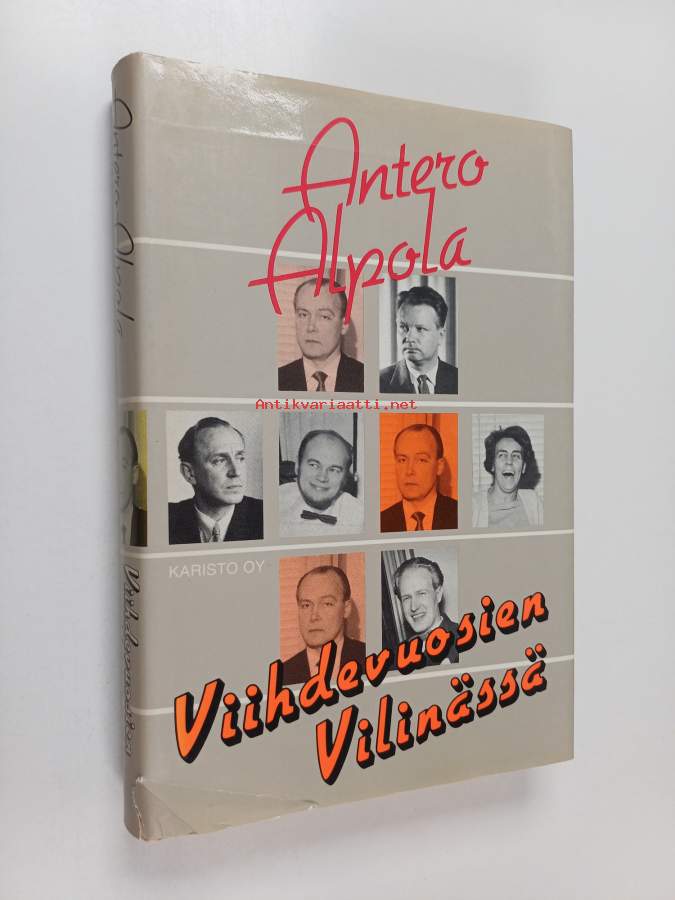 Antero
Alpola
Antikvariaatti.net
KARISTO OY
Viihdevuosien
Vilinässä
Antero Alpola
Viihdevuosien